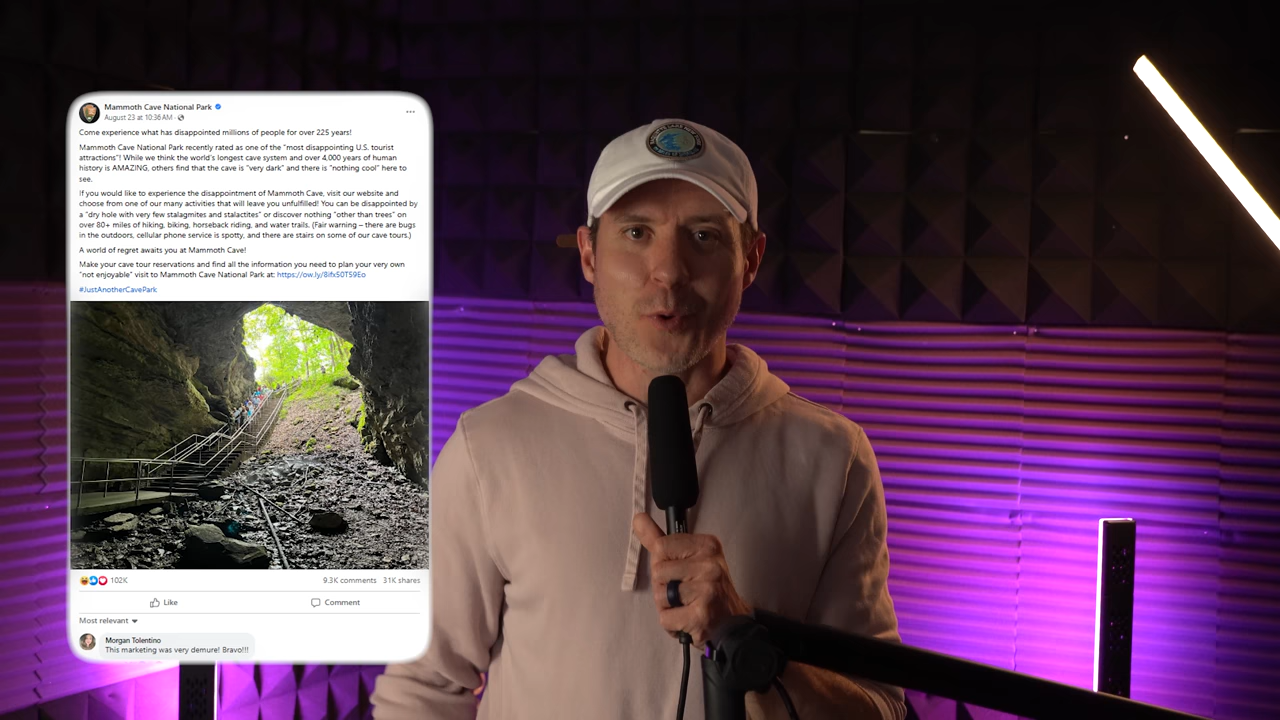 Mammoth Cave National Park
August 23 at 10:36 AM ·
Come experience what has disappointed millions of people for over 225 years!
Mammoth Cave National Park recently rated as one of the "most disappointing U.S. tourist
attractions"! While we think the world's longest cave system and over 4,000 years of human
history is AMAZING, others find that the cave is "very dark" and there is "nothing cool" here to
see.
If you would like to experience the disappointment of Mammoth Cave, visit our website and
choose from one of our many activities that will leave you unfulfilled! You can be disappointed by
a "dry hole with very few stalagmites and stalactites" or discover nothing "other than trees" on
over 80+ miles of hiking, biking, horseback riding, and water trails. (Fair warning – there are bugs
in the outdoors, cellular phone service is spotty, and there are stairs on some of our cave tours.)
A world of regret awaits you at Mammoth Cave!
Make your cave tour reservations and find all the information you need to plan your very own
"not enjoyable" visit to Mammoth Cave National Park at: https://ow.ly/8ifx50T59Eo
#JustAnotherCavePark
102K
9.3K comments 31K shares
Like
Comment
Most relevant
Morgan Tolentino
This marketing was very demure! Bravo!!!